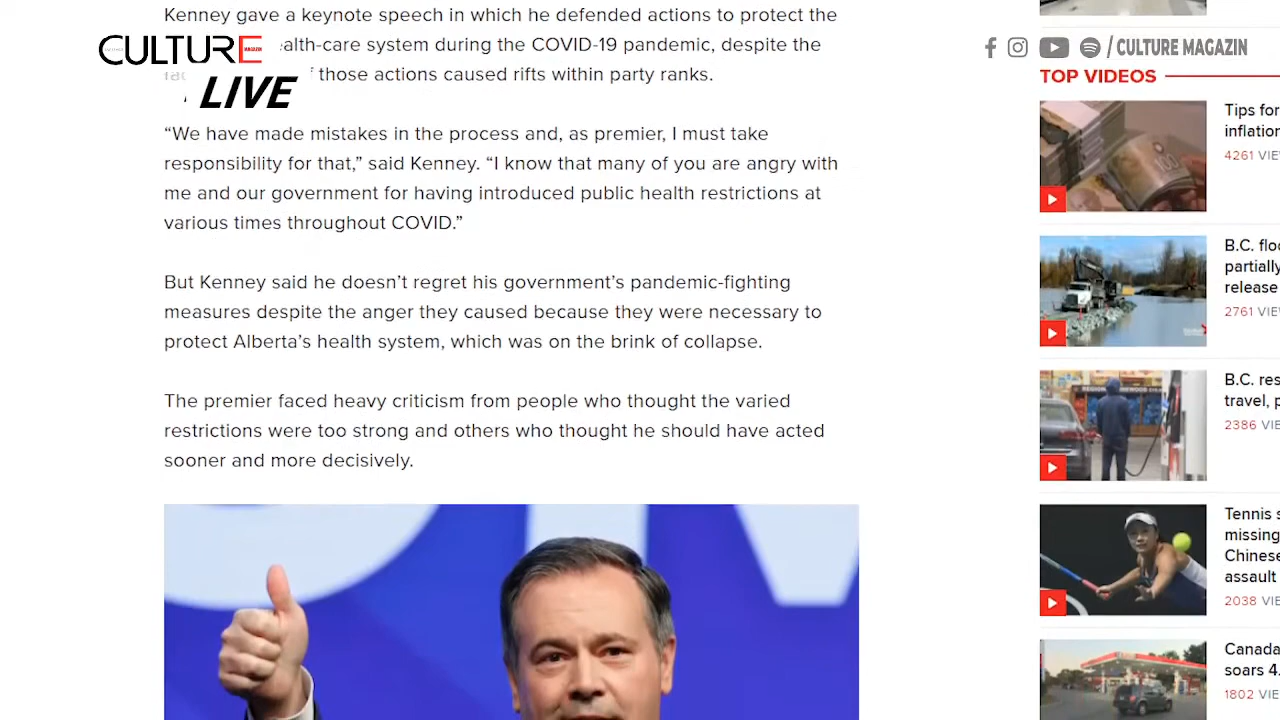 Kenney gave a keynote speech in which he defended actions to protect the
alth-care system during the COVID-19 pandemic, despite the
those actions caused rifts within party ranks.
CULTURE
MAGAZIN
LIVE
“We have made mistakes in the process and, as premier, I must take
responsibility for that,” said Kenney. “I know that many of you are angry with
me and our government for having introduced public health restrictions at
various times throughout COVID.”
But Kenney said he doesn’t regret his government’s pandemic-fighting
measures despite the anger they caused because they were necessary to
protect Alberta’s health system, which was on the brink of collapse.
The premier faced heavy criticism from people who thought the varied
restrictions were too strong and others who thought he should have acted
sooner and more decisively.
/ CULTURE MAGAZIN
TOP VIDEOS
Tips for
inflation
4261 VIE
B.C. floo
partially
release
2761 VIE
B.C. res
travel, p
2386 VIE
Tennis s
missing
Chinese
assault
2038 VIE
Canada
soars 4.
1802 VIE